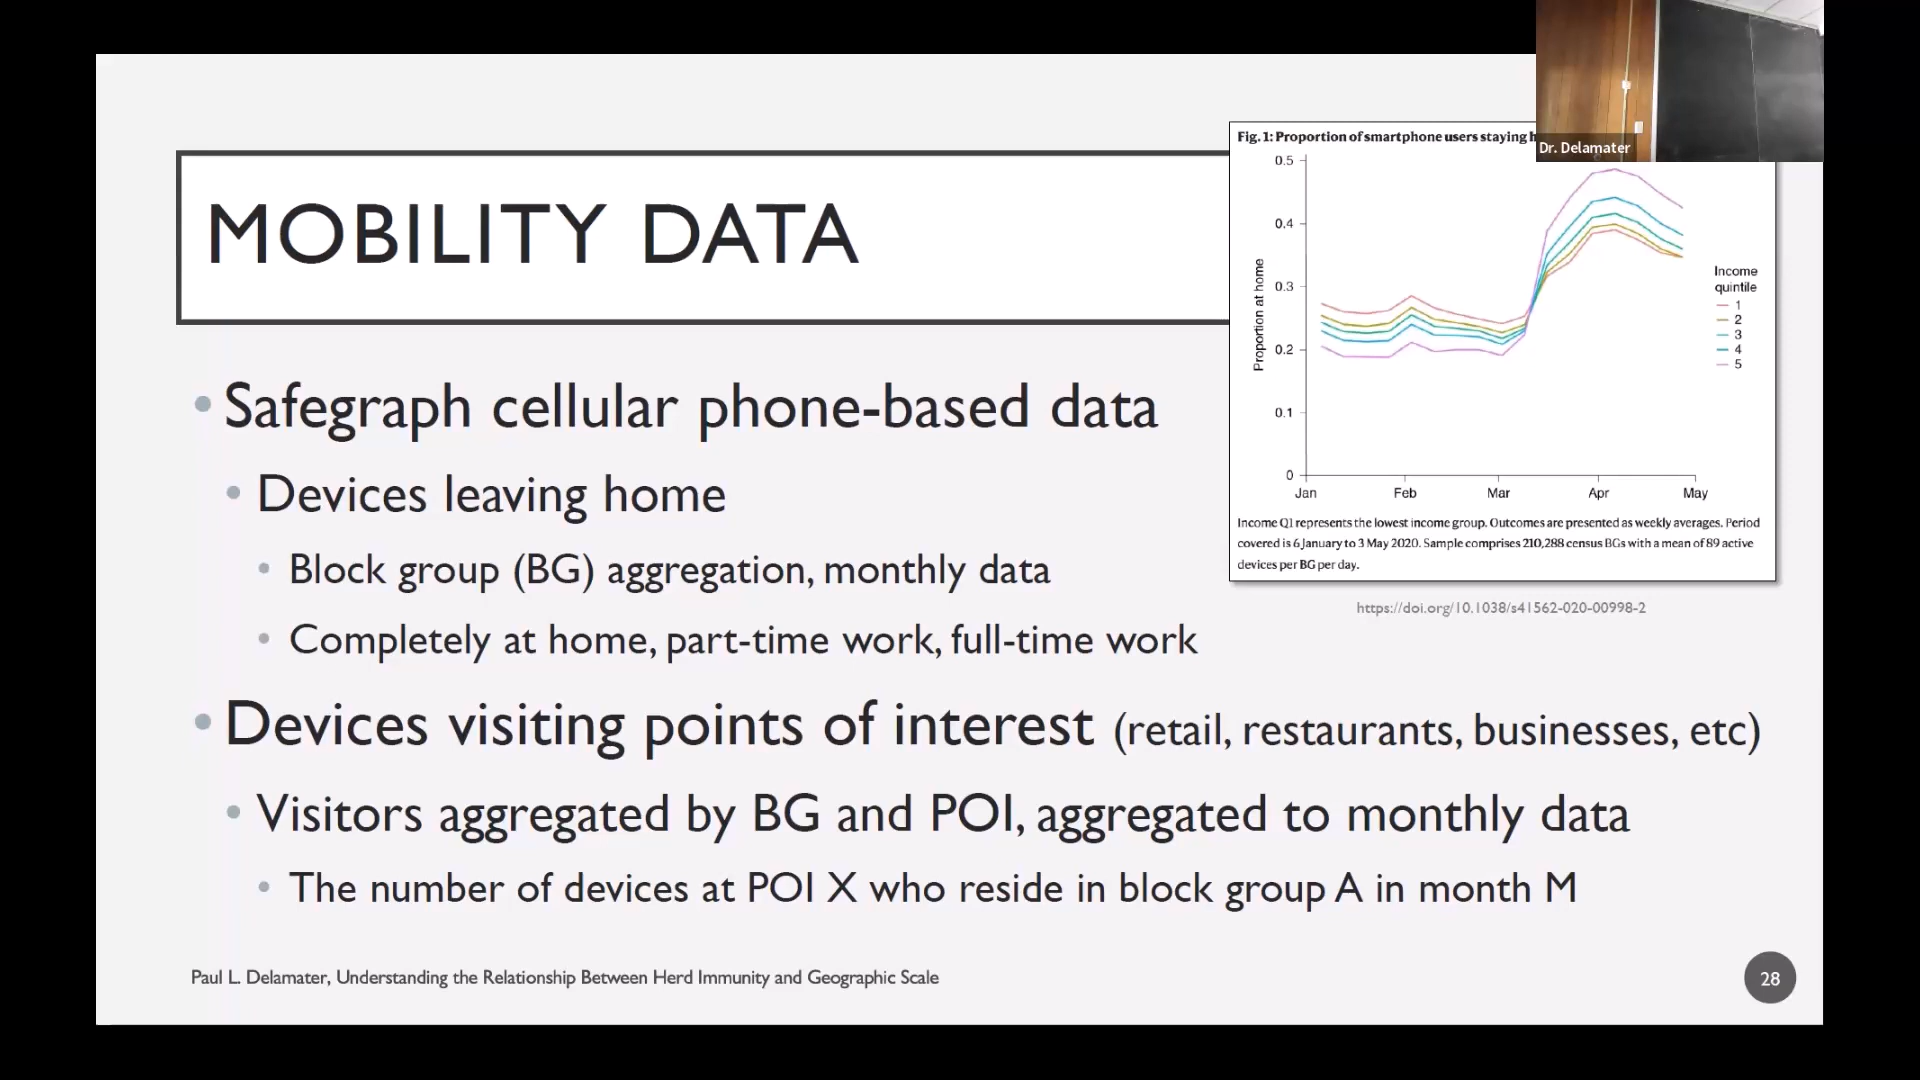 MOBILITY DATA
Safegraph cellular phone-based data
Devices leaving home
Block group (BG) aggregation, monthly data
Completely at home, part-time work, full-time work
Devices visiting points of interest (retail, restaurants, businesses, etc)
Visitors aggregated by BG and POI, aggregated to monthly data
The number of devices at POI X who reside in block group A in month M
Fig. 1: Proportion of smartphone users staying
Dr. Delamater
0.5
0.4
0.3
0.2
0.1
0
Proportion at home
Jan Feb Mar Apr May
Income
quintile
1
2
3
4
5
Income Q1 represents the lowest income group. Outcomes are presented as weekly averages. Period
covered is 6 January to 3 May 2020. Sample comprises 210,288 census BGs with a mean of 89 active
devices per BG per day.
https://doi.org/10.1038/s41562-020-00998-2
Paul L. Delamater, Understanding the Relationship Between Herd Immunity and Geographic Scale
28